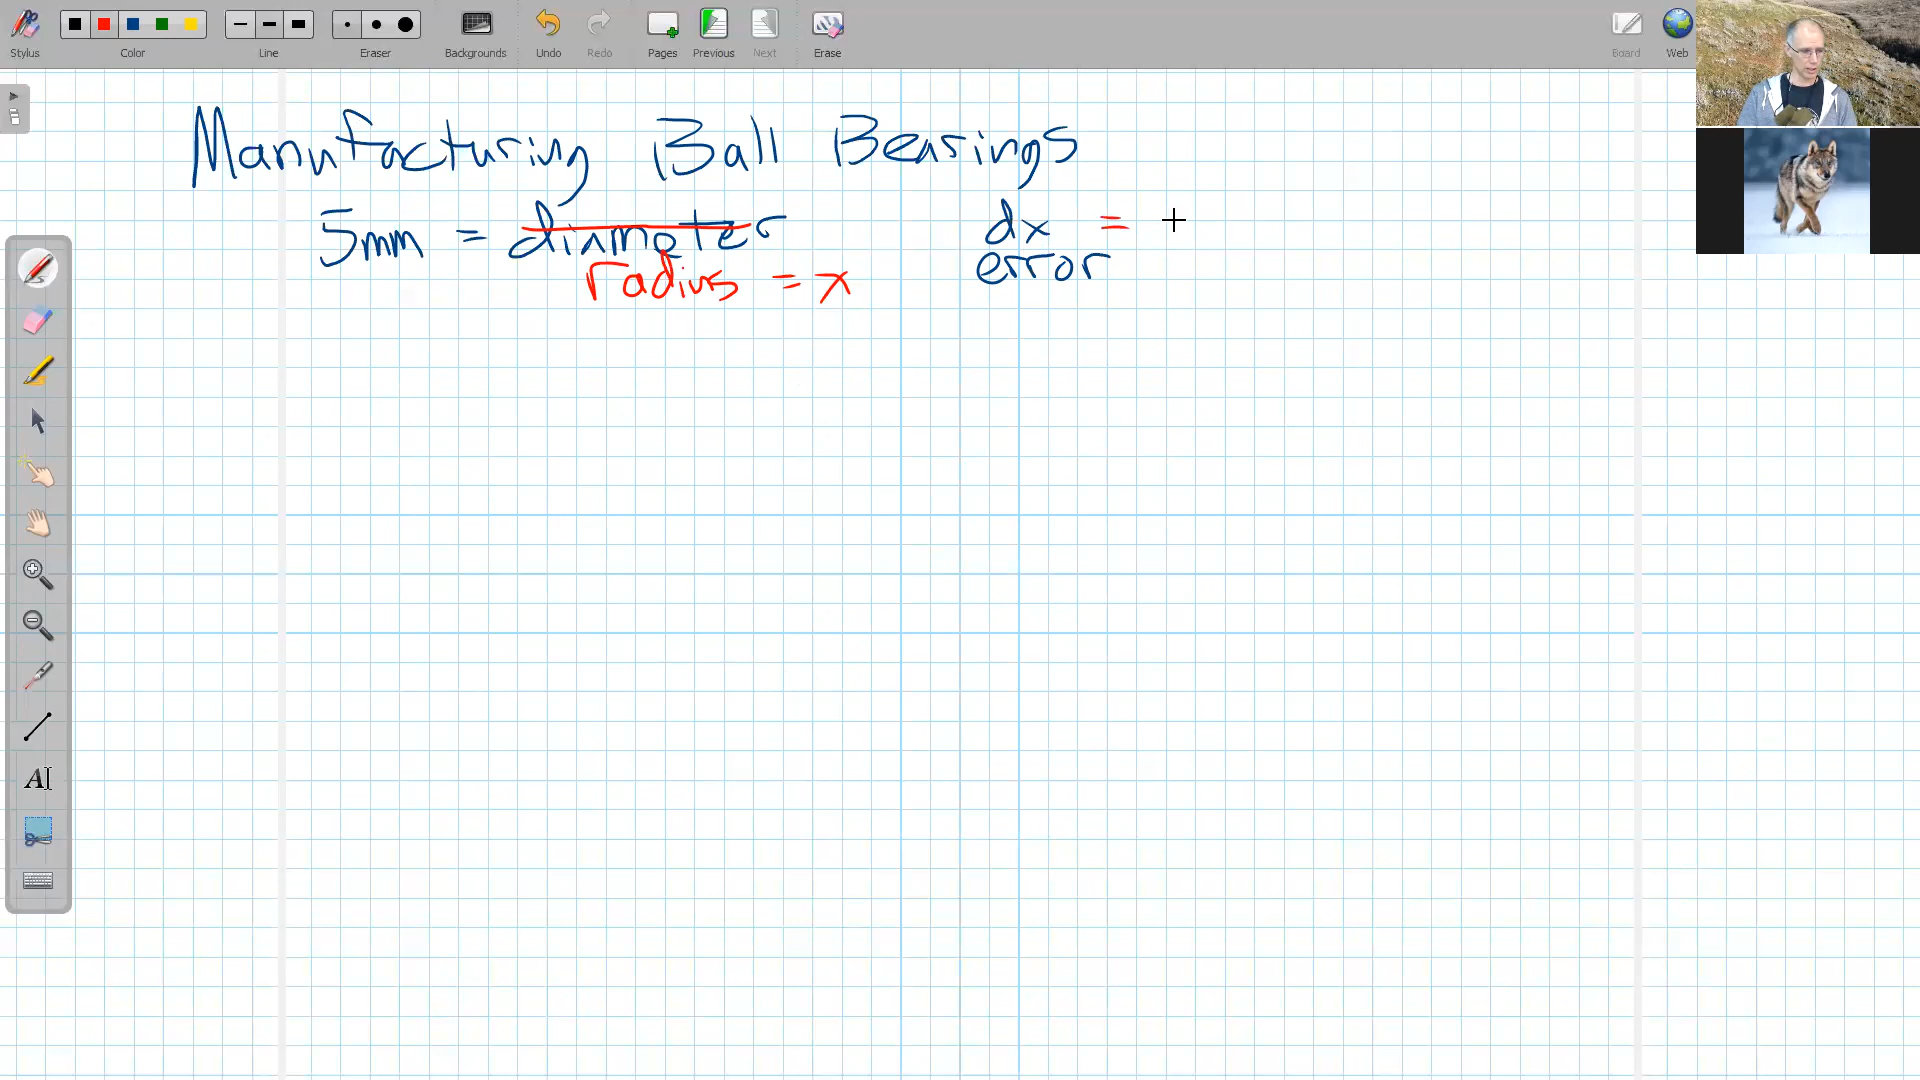 Stylus Color Line Eraser Backgrounds Undo Redo Pages Previous Next Erase Board Web
Manufacturing Ball Bearings
5mm = diameter dx =
radius = x error